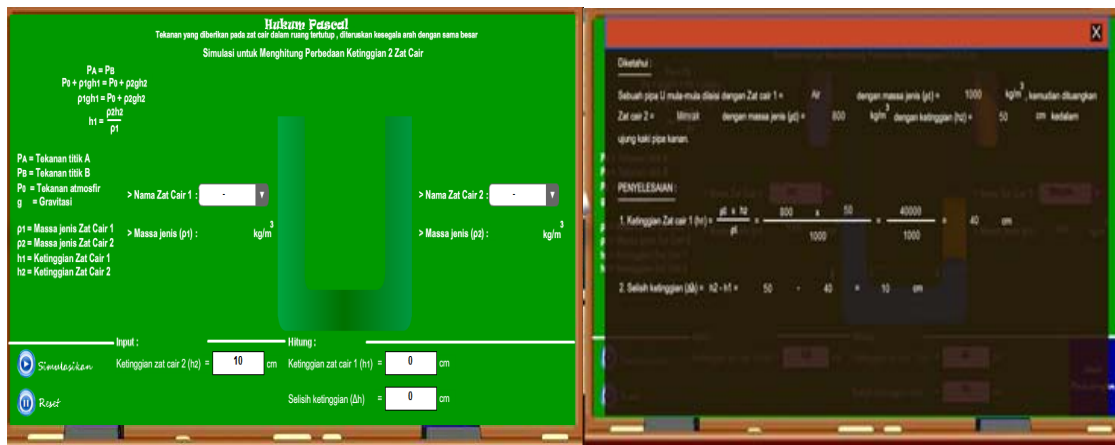 Hukum Pascal
Tekanan yang diberikan pada zat cair dalam ruang tertutup , diteruskan kesegala arah dengan sama besar
Simulasi untuk Menghitung Perbedaan Ketinggian 2 Zat Cair
PA = PB
P0 + ρ1gh1 = P0 + ρ2gh2
ρ1gh1 = P0 + ρ2gh2
h1 = ρ2h2
ρ1
PA = Tekanan titik A
PB = Tekanan titik B
P0 = Tekanan atmosfir
g = Gravitasi
ρ1 = Massa jenis Zat Cair 1
ρ2 = Massa jenis Zat Cair 2
h1 = Ketinggian Zat Cair 1
h2 = Ketinggian Zat Cair 2
> Nama Zat Cair 1 : -
> Massa jenis (ρ1) : kg/m3
> Nama Zat Cair 2 : -
> Massa jenis (ρ2) : kg/m3
Simulasikan
Reset
Input :
Ketinggian zat cair 2 (h2) = 10 cm
Hitung :
Ketinggian zat cair 1 (h1) = 0 cm
Selisih ketinggian (Δh) = 0 cm
X
Diketahui :
Sebuah pipa U mula-mula diisi dengan Zat cair 1 = Air dengan massa jenis (ρ1) = 1000 kg/m3 , kemudian dituangkan
Zat cair 2 = Minyak dengan massa jenis (ρ2) = 800 kg/m3 dengan ketinggian (h2) = 50 cm kedalam
ujung kaki pipa kanan.
PENYELESAIAN :
1. Ketinggian Zat cair 1 (h1) = ρ2 x h2 = 800 x 50 = 40000 = 40 cm
ρ1 1000 1000
2. Selisih ketinggian (Δh) = h2 - h1 = 50 - 40 = 10 cm